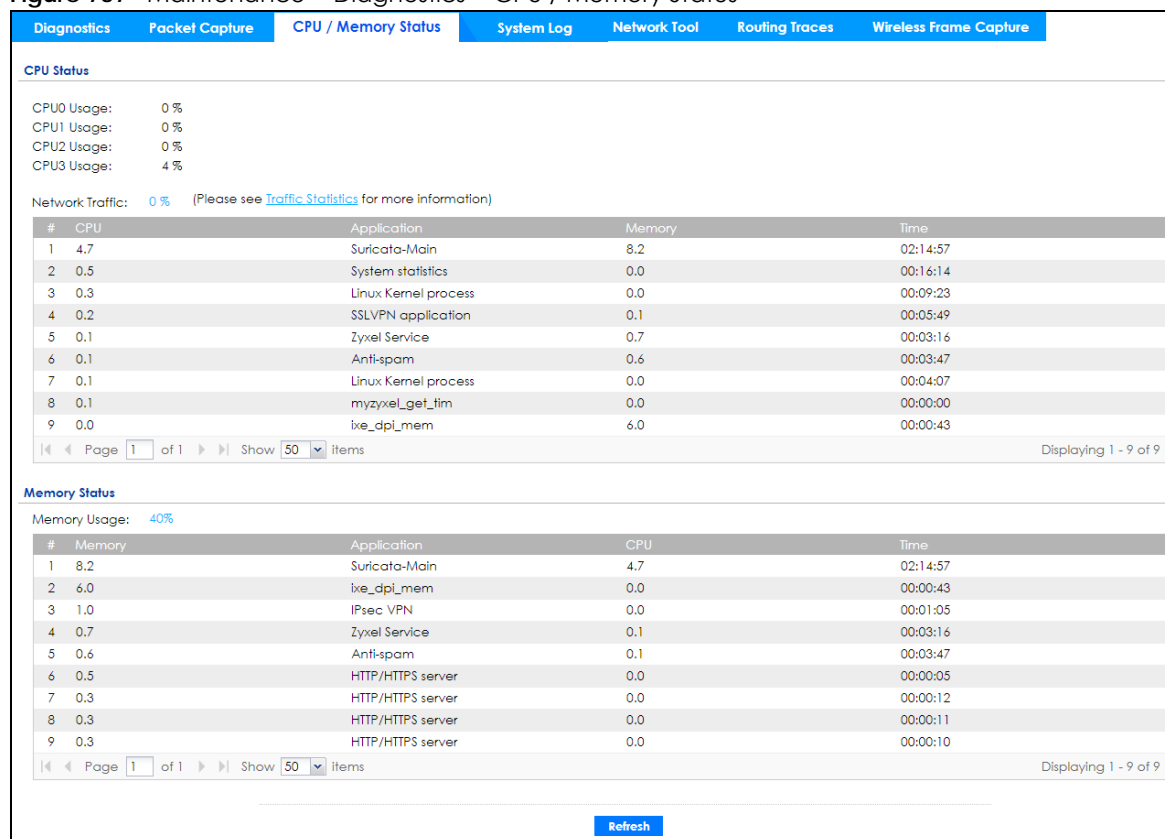 Diagnostics Packet Capture CPU / Memory Status System Log Network Tool Routing Traces Wireless Frame Capture
CPU Status
CPU0 Usage: 0 %
CPU1 Usage: 0 %
CPU2 Usage: 0 %
CPU3 Usage: 4 %
Network Traffic: 0 % (Please see Traffic Statistics for more information)
# CPU Application Memory Time
1 4.7 Suricata-Main 8.2 02:14:57
2 0.5 System statistics 0.0 00:16:14
3 0.3 Linux Kernel process 0.0 00:09:23
4 0.2 SSLVPN application 0.1 00:05:49
5 0.1 Zyxel Service 0.7 00:03:16
6 0.1 Anti-spam 0.6 00:03:47
7 0.1 Linux Kernel process 0.0 00:04:07
8 0.1 myzyxel_get_tim 0.0 00:00:00
9 0.0 ixe_dpi_mem 6.0 00:00:43
Page 1 of 1 Show 50 items Displaying 1 - 9 of 9
Memory Status
Memory Usage: 40%
# Memory Application CPU Time
1 8.2 Suricata-Main 4.7 02:14:57
2 6.0 ixe_dpi_mem 0.0 00:00:43
3 1.0 IPsec VPN 0.0 00:01:05
4 0.7 Zyxel Service 0.1 00:03:16
5 0.6 Anti-spam 0.1 00:03:47
6 0.5 HTTP/HTTPS server 0.0 00:00:05
7 0.3 HTTP/HTTPS server 0.0 00:00:12
8 0.3 HTTP/HTTPS server 0.0 00:00:11
9 0.3 HTTP/HTTPS server 0.0 00:00:10
Page 1 of 1 Show 50 items Displaying 1 - 9 of 9
Refresh